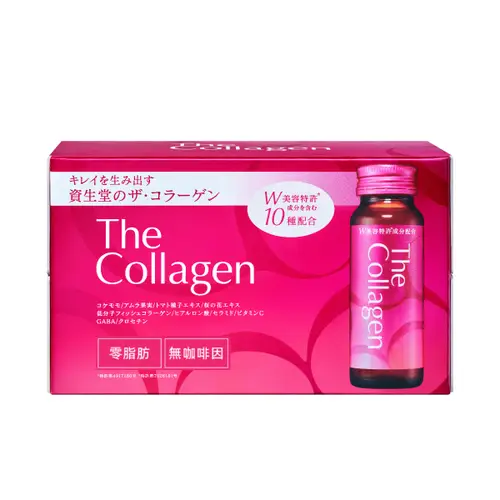 The
Collagen
キレイを生み出す
資生堂のザ・コラーゲン
W美容特許*
成分を含む
10種配合
The
Collagen
コケモモ/アムラ果実/トマト種子エキス/桜の花エキス
低分子フィッシュコラーゲン/ヒアルロン酸/セラミド/ビタミンC
GABA/クロセチン
零脂肪
無咖啡因
W美容特許*成分配合
The
Collagen